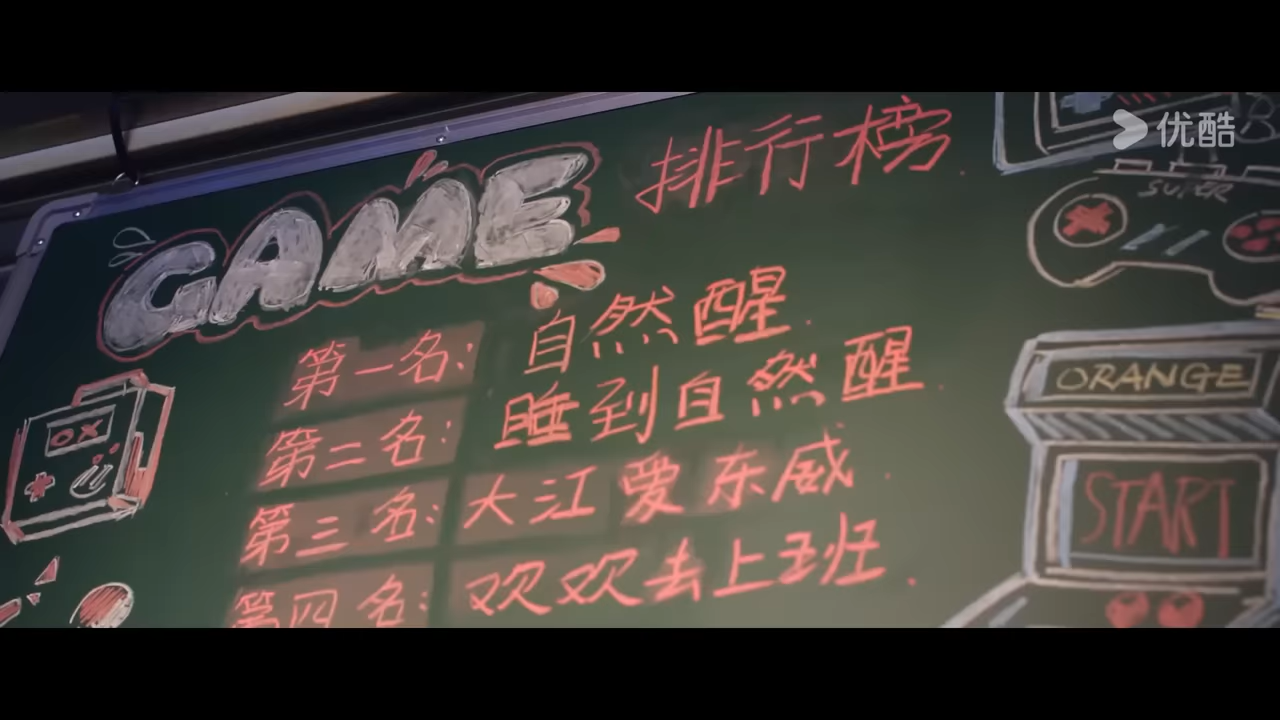 优酷
GAME 排行榜
SUPER
第一名: 自然醒
第二名: 睡到自然醒
第三名: 大江爱东威
第四名: 欢欢去上班
OX
ORANGE
START